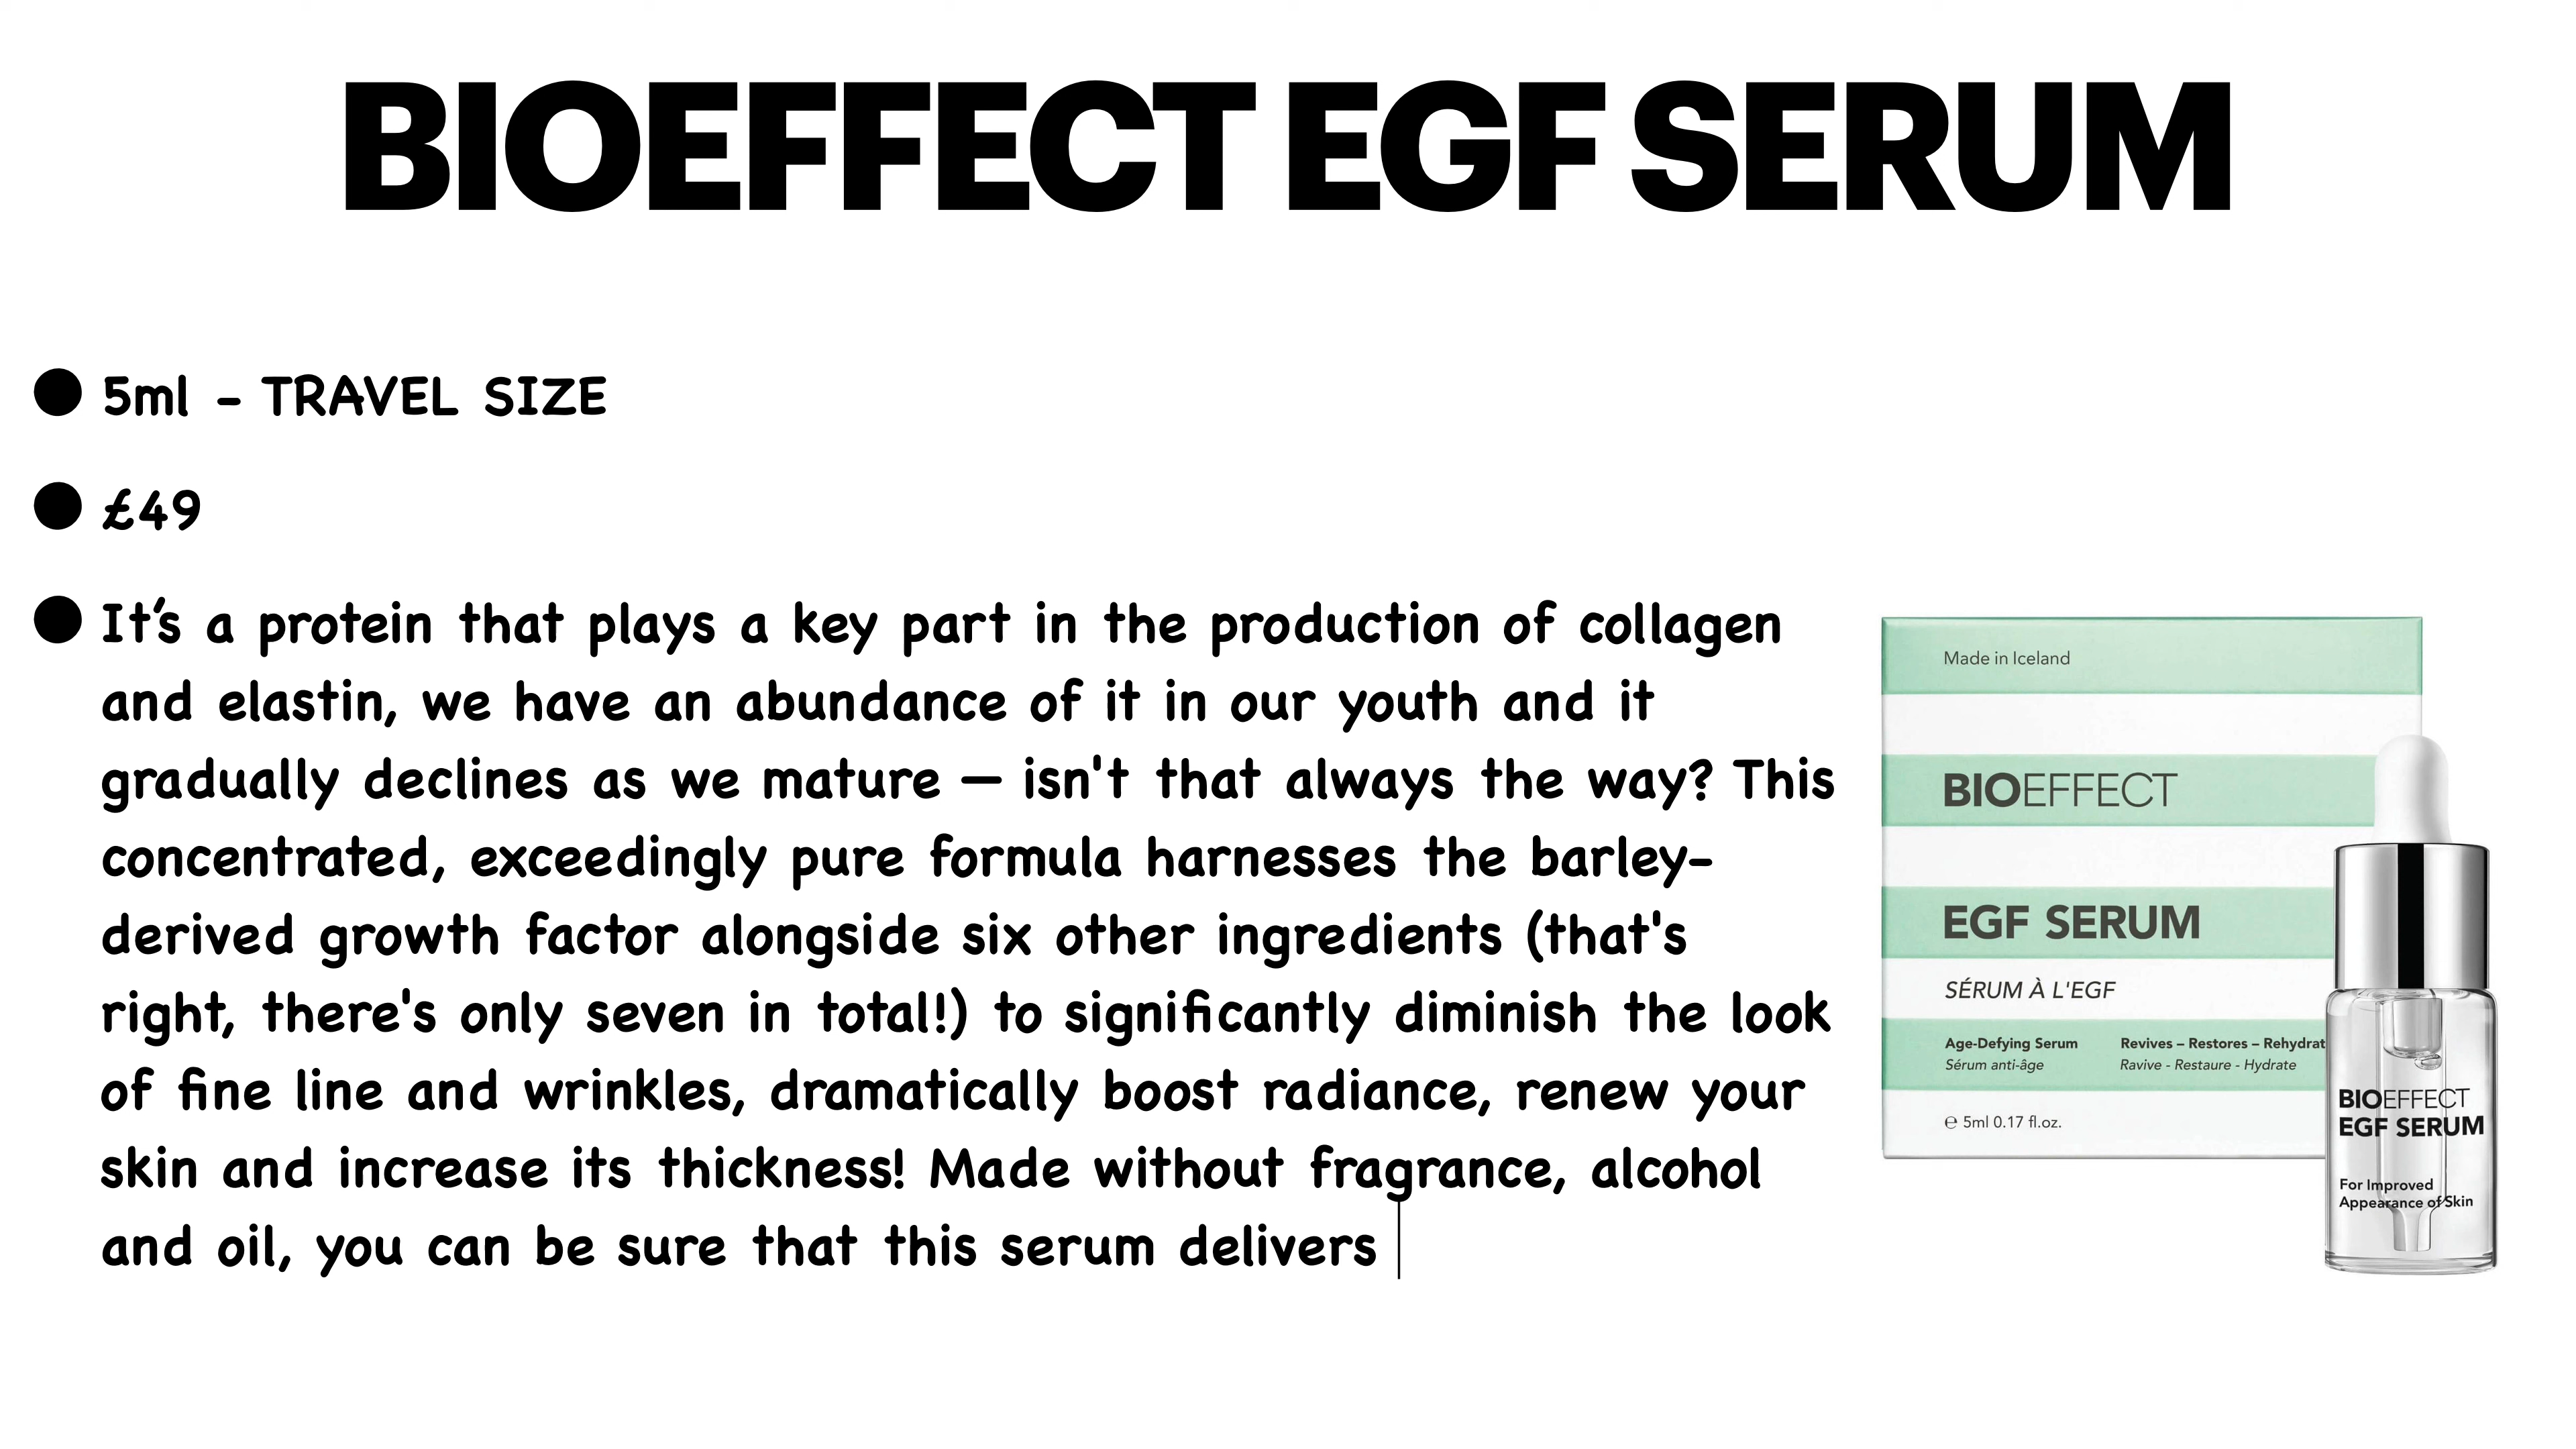 BIOEFFECT EGF SERUM
5ml - TRAVEL SIZE
£49
It's a protein that plays a key part in the production of collagen
and elastin, we have an abundance of it in our youth and it
gradually declines as we mature — isn't that always the way? This
concentrated, exceedingly pure formula harnesses the barley-
derived growth factor alongside six other ingredients (that's
right, there's only seven in total!) to significantly diminish the look
of fine line and wrinkles, dramatically boost radiance, renew your
skin and increase its thickness! Made without fragrance, alcohol
and oil, you can be sure that this serum delivers
Made in Iceland
BIOEFFECT
EGF SERUM
SÉRUM À L'EGF
Age-Defying Serum Revives – Restores – Rehydrat
Sérum anti-âge Ravive - Restaure - Hydrate
℮ 5ml 0.17 fl.oz.
BIOEFFECT
EGF SERUM
For Improved
Appearance of Skin